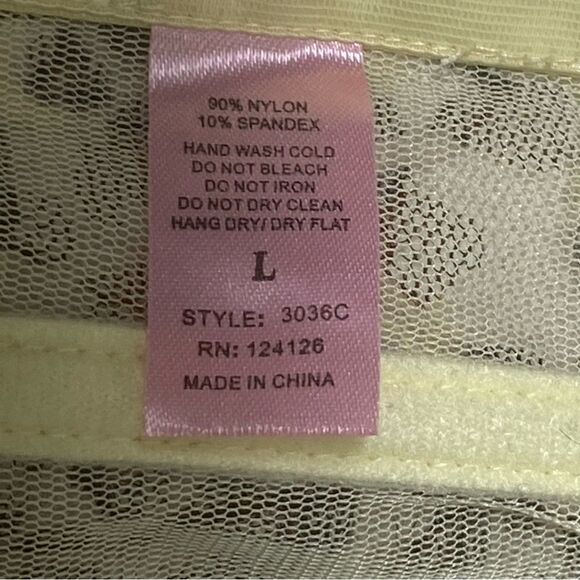 90% NYLON
10% SPANDEX
HAND WASH COLD
DO NOT BLEACH
DO NOT IRON
DO NOT DRY CLEAN
HANG DRY/ DRY FLAT
L
STYLE: 3036C
RN: 124126
MADE IN CHINA